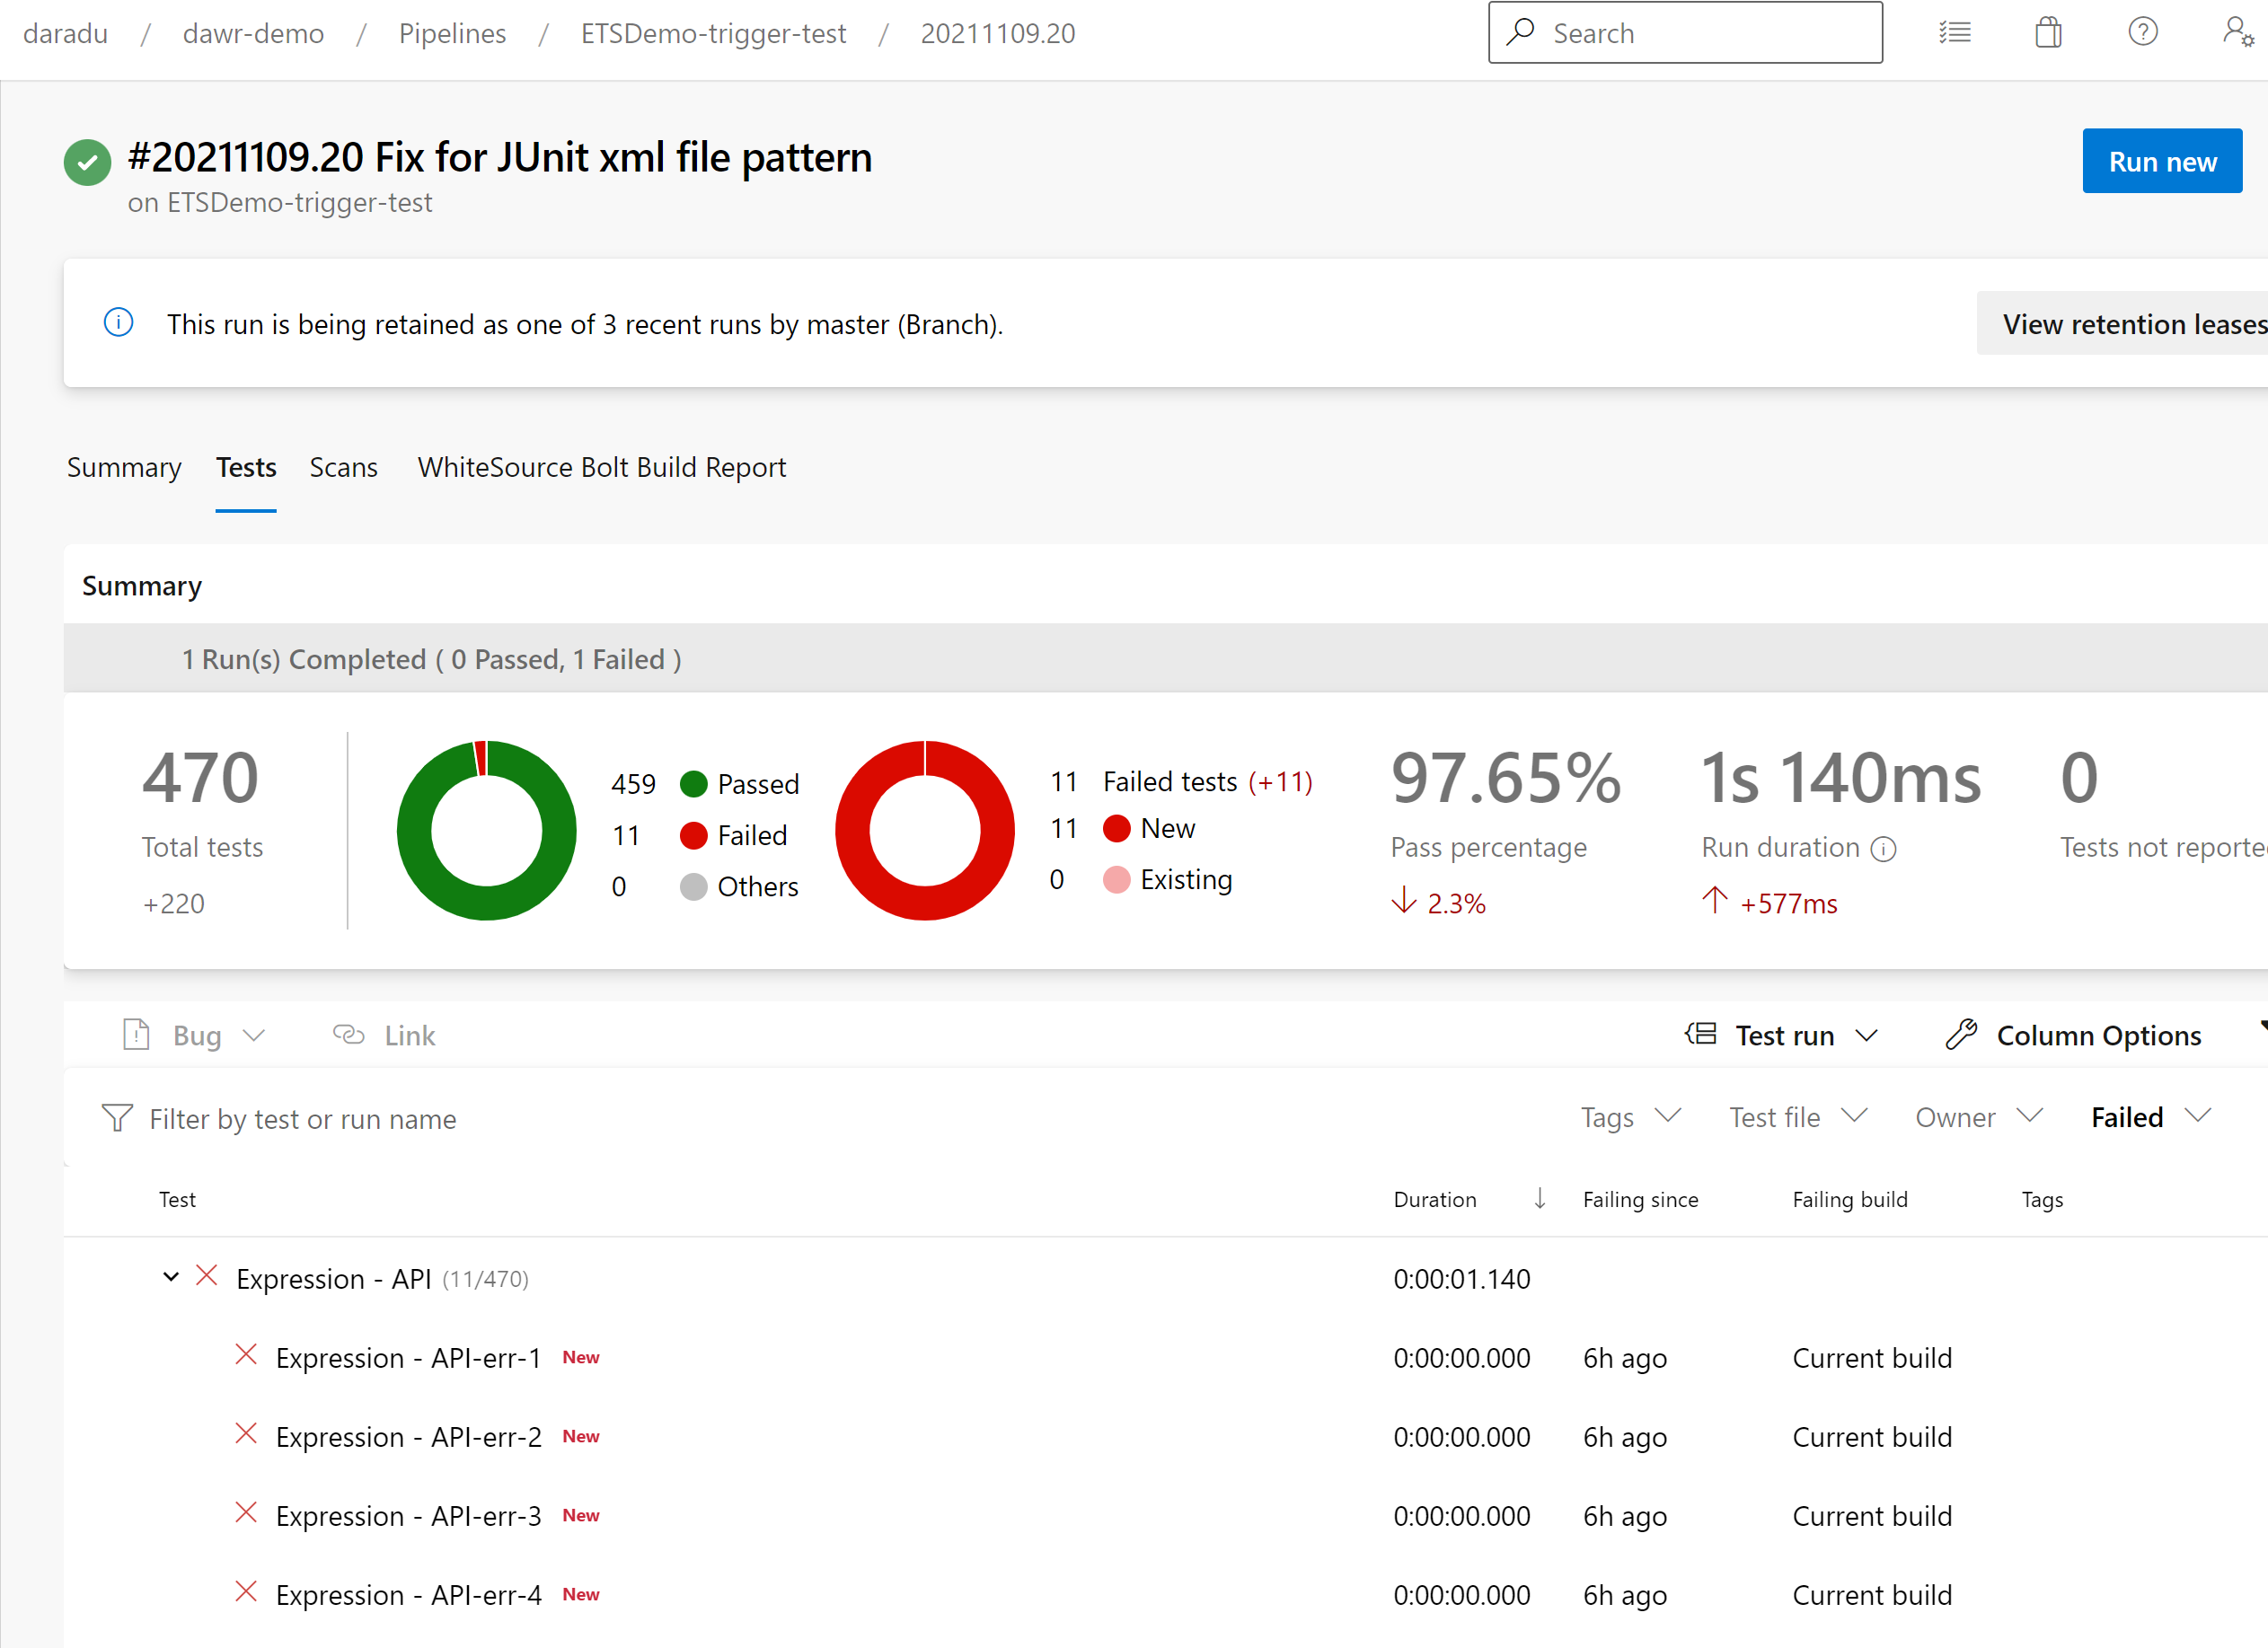 daradu / dawr-demo / Pipelines / ETSDemo-trigger-test / 20211109.20
Search
#20211109.20 Fix for JUnit xml file pattern
on ETSDemo-trigger-test
Run new
This run is being retained as one of 3 recent runs by master (Branch).
View retention leases
Summary Tests Scans WhiteSource Bolt Build Report
Summary
1 Run(s) Completed ( 0 Passed, 1 Failed )
470
Total tests
+220
459 Passed
11 Failed
0 Others
11 Failed tests (+11)
11 New
0 Existing
97.65%
Pass percentage
2.3%
1s 140ms
Run duration
+577ms
0
Tests not reporte
Bug Link Test run Column Options
Filter by test or run name Tags Test file Owner Failed
Test Duration Failing since Failing build Tags
Expression - API (11/470) 0:00:01.140
Expression - API-err-1 New 0:00:00.000 6h ago Current build
Expression - API-err-2 New 0:00:00.000 6h ago Current build
Expression - API-err-3 New 0:00:00.000 6h ago Current build
Expression - API-err-4 New 0:00:00.000 6h ago Current build